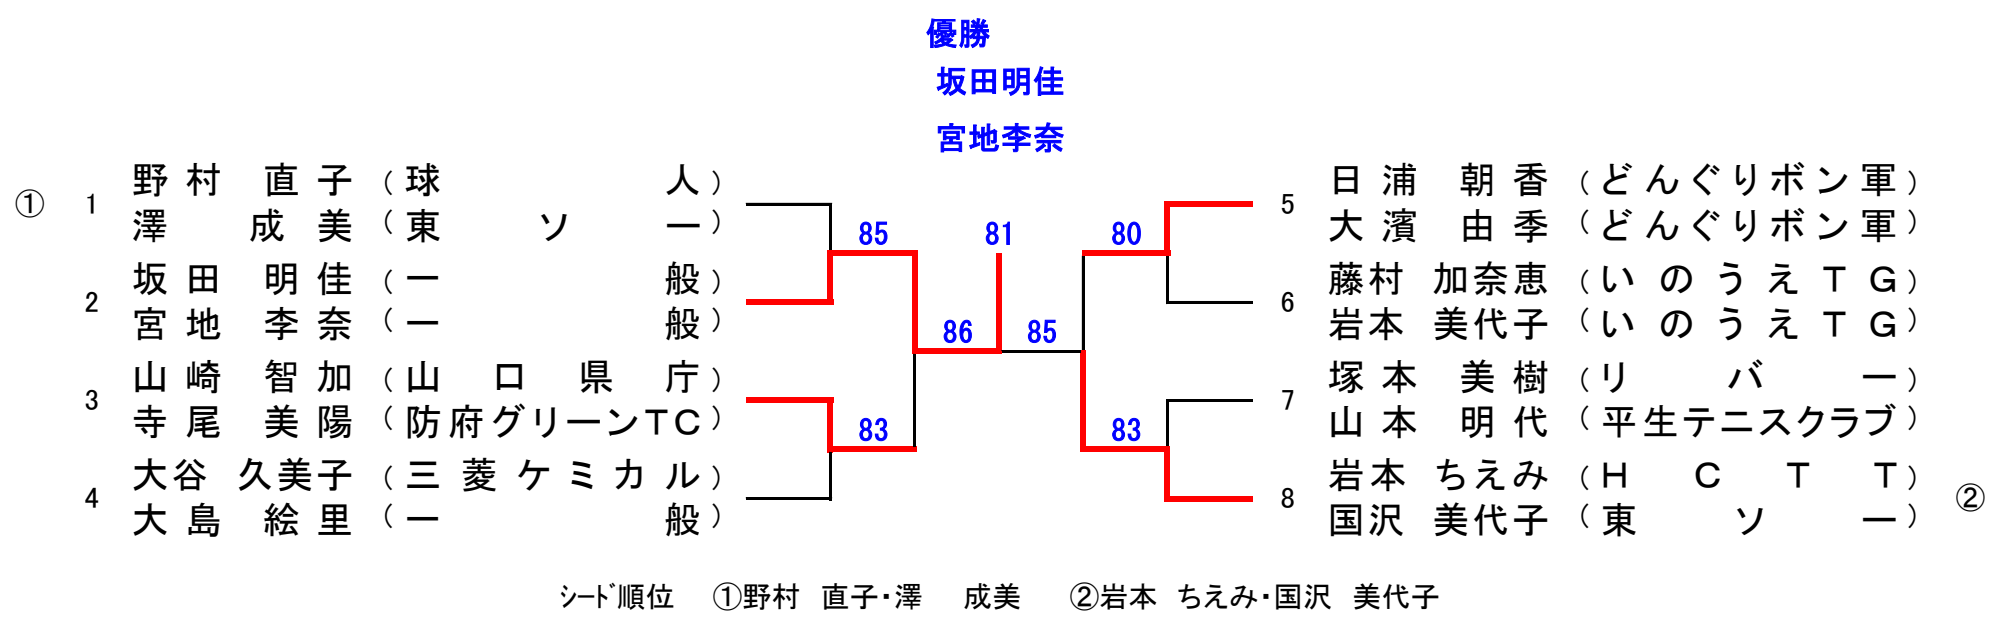 優勝
坂田明佳
宮地李奈
① 1 野村 直子 (球人)
澤 成美 (東ソー)
2 坂田 明佳 (一般)
宮地 李奈 (一般)
3 山崎 智加 (山口県庁)
寺尾 美陽 (防府グリーンTC)
4 大谷 久美子 (三菱ケミカル)
大島 絵里 (一般)
85 81 80
86 85
83 83
5 日浦 朝香 (どんぐりボン軍)
大濱 由季 (どんぐりボン軍)
6 藤村 加奈恵 (いのうえTG)
岩本 美代子 (いのうえTG)
7 塚本 美樹 (リバー)
山本 明代 (平生テニスクラブ)
8 岩本 ちえみ (HCTT) ②
国沢 美代子 (東ソー)
シード順位 ①野村 直子・澤 成美 ②岩本 ちえみ・国沢 美代子